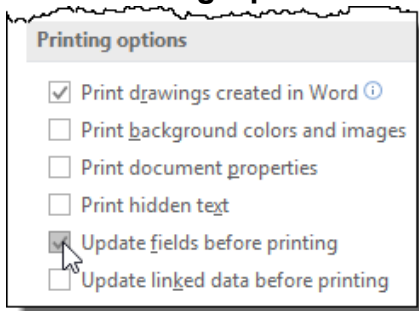 Printing options
Print drawings created in Word
Print background colors and images
Print document properties
Print hidden text
Update fields before printing
Update linked data before printing